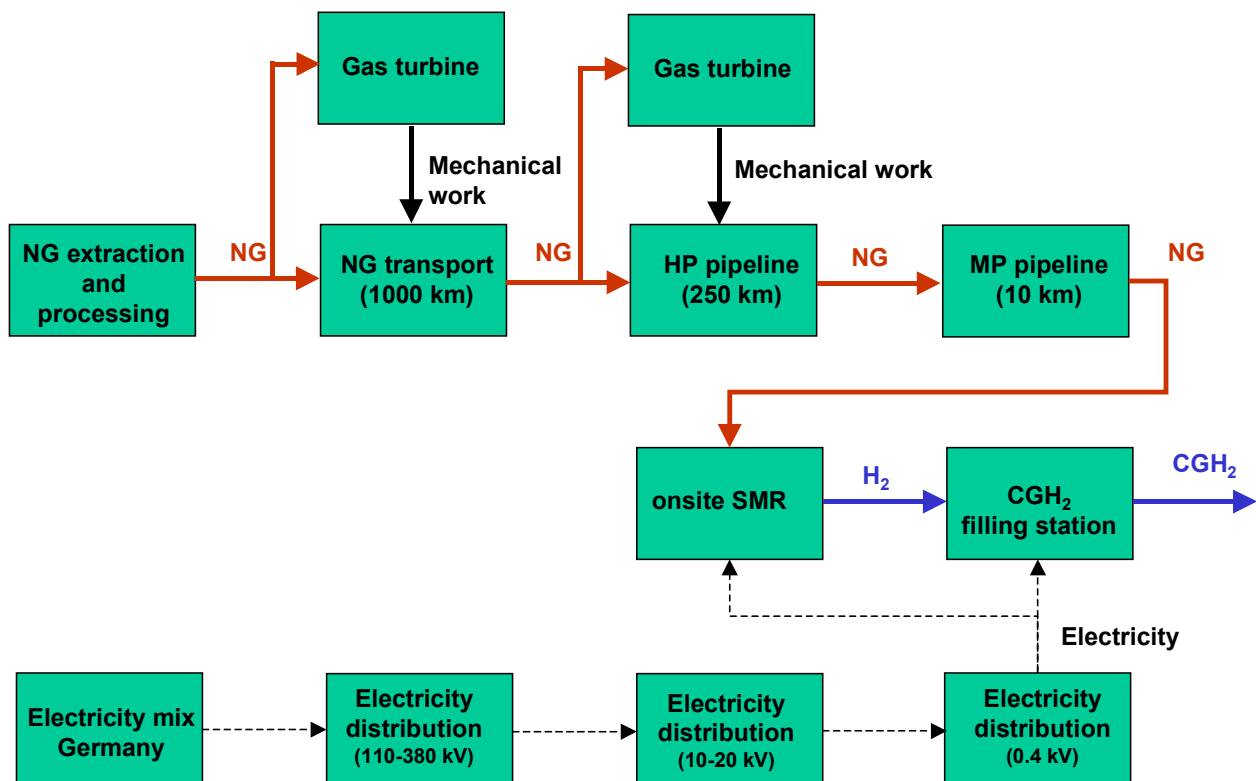 Gas turbine
Gas turbine
Mechanical
work
Mechanical work
NG extraction
and
processing
NG
NG transport
(1000 km)
NG
HP pipeline
(250 km)
NG
MP pipeline
(10 km)
NG
onsite SMR
H₂
CGH₂
filling station
CGH₂
Electricity
Electricity mix
Germany
Electricity
distribution
(110-380 kV)
Electricity
distribution
(10-20 kV)
Electricity
distribution
(0.4 kV)